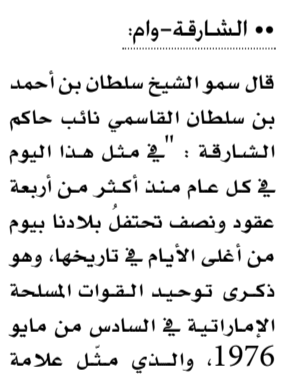 •• الشارقة-وام:
قال سمو الشيخ سلطان بن أحمد
بن سلطان القاسمي نائب حاكم
الشارقة : "في مثل هذا اليوم
في كل عام منذ أكثر من أربعة
عقود ونصف تحتفلُ بلادنا بيوم
من أغلى الأيام في تاريخها، وهو
ذكرى توحيد القوات المسلحة
الإماراتية في السادس من مايو
1976، والذي مثّل علامة